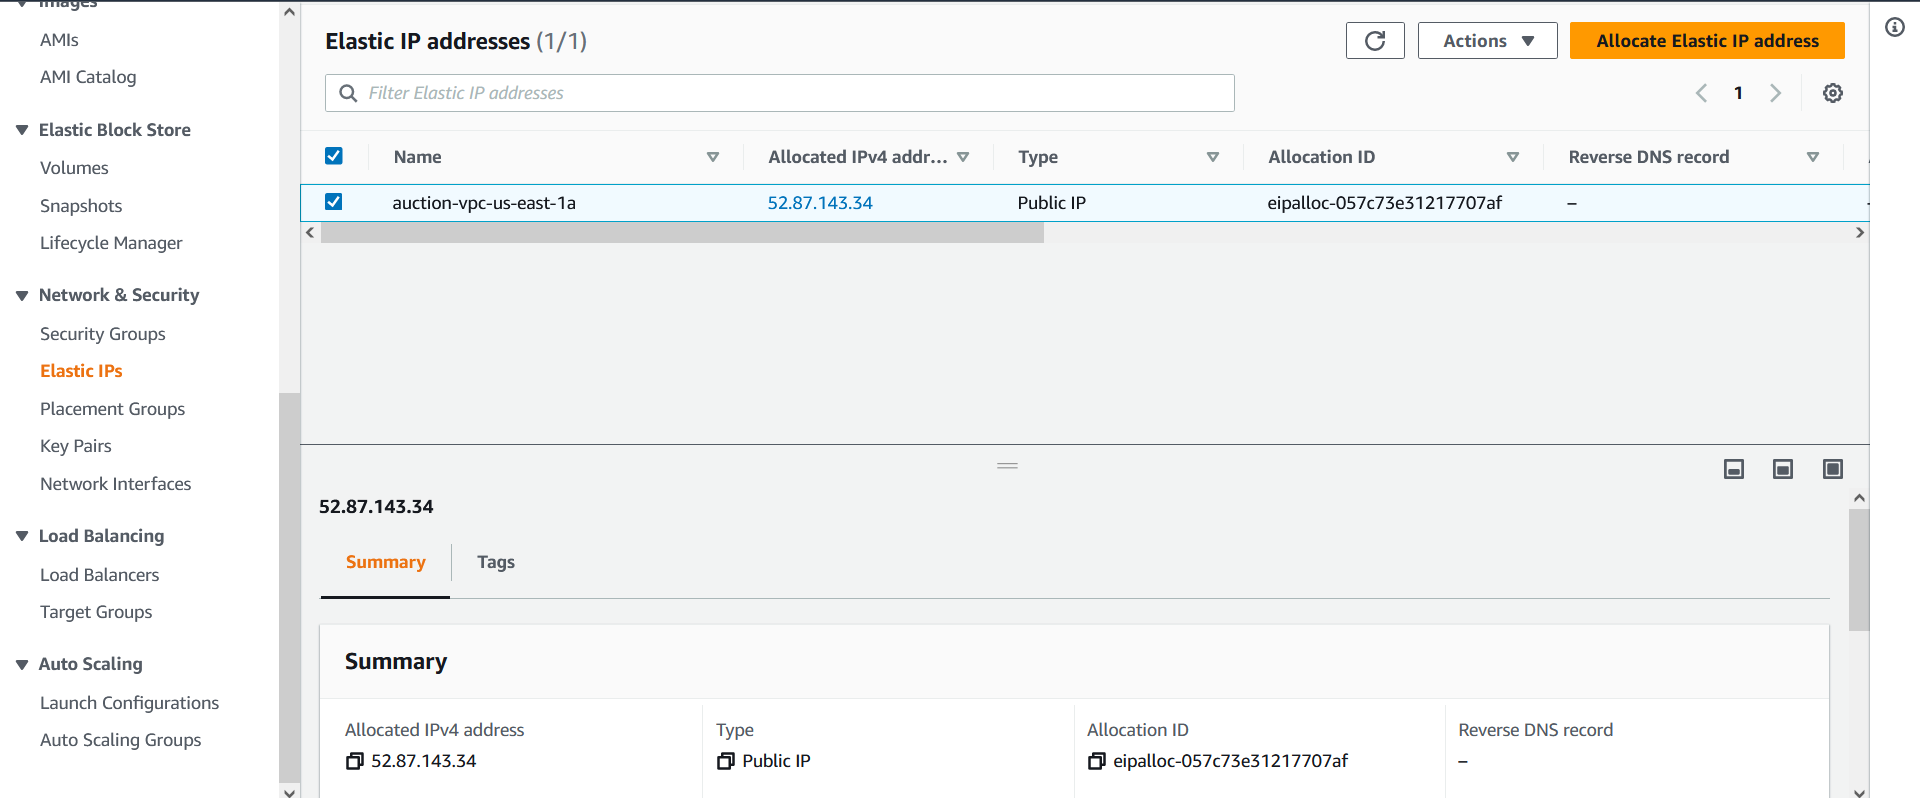 Images
AMIs
AMI Catalog
Elastic Block Store
Volumes
Snapshots
Lifecycle Manager
Network & Security
Security Groups
Elastic IPs
Placement Groups
Key Pairs
Network Interfaces
Load Balancing
Load Balancers
Target Groups
Auto Scaling
Launch Configurations
Auto Scaling Groups
Elastic IP addresses (1/1)
Actions
Allocate Elastic IP address
Filter Elastic IP addresses
1
Name Allocated IPv4 addr... Type Allocation ID Reverse DNS record
auction-vpc-us-east-1a 52.87.143.34 Public IP eipalloc-057c73e31217707af –
52.87.143.34
Summary Tags
Summary
Allocated IPv4 address Type Allocation ID Reverse DNS record
52.87.143.34 Public IP eipalloc-057c73e31217707af –